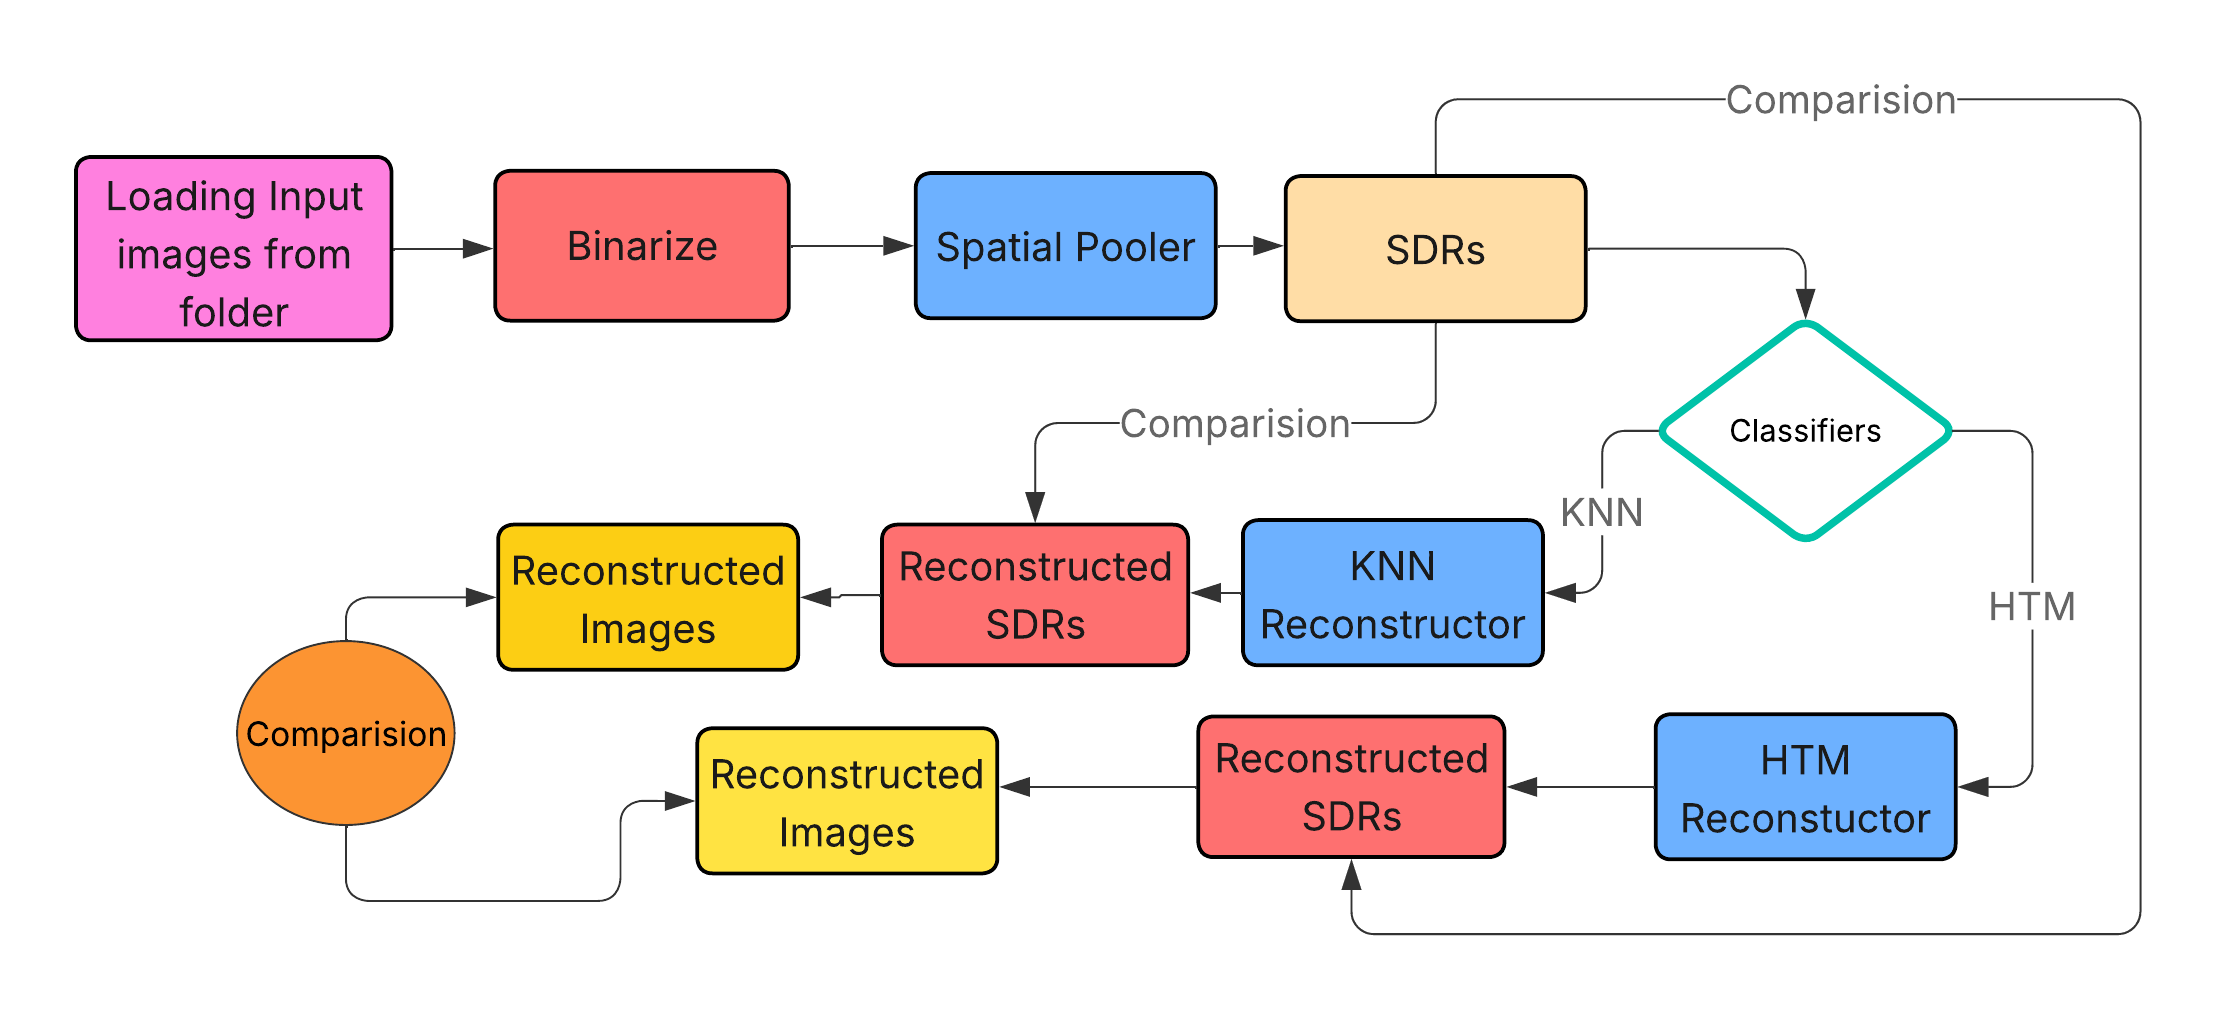 Comparision
Loading Input
images from
folder
Binarize
Spatial Pooler
SDRs
Comparision
Classifiers
KNN
Reconstructed
Images
Reconstructed
SDRs
KNN
Reconstructor
HTM
Comparision
Reconstructed
Images
Reconstructed
SDRs
HTM
Reconstuctor